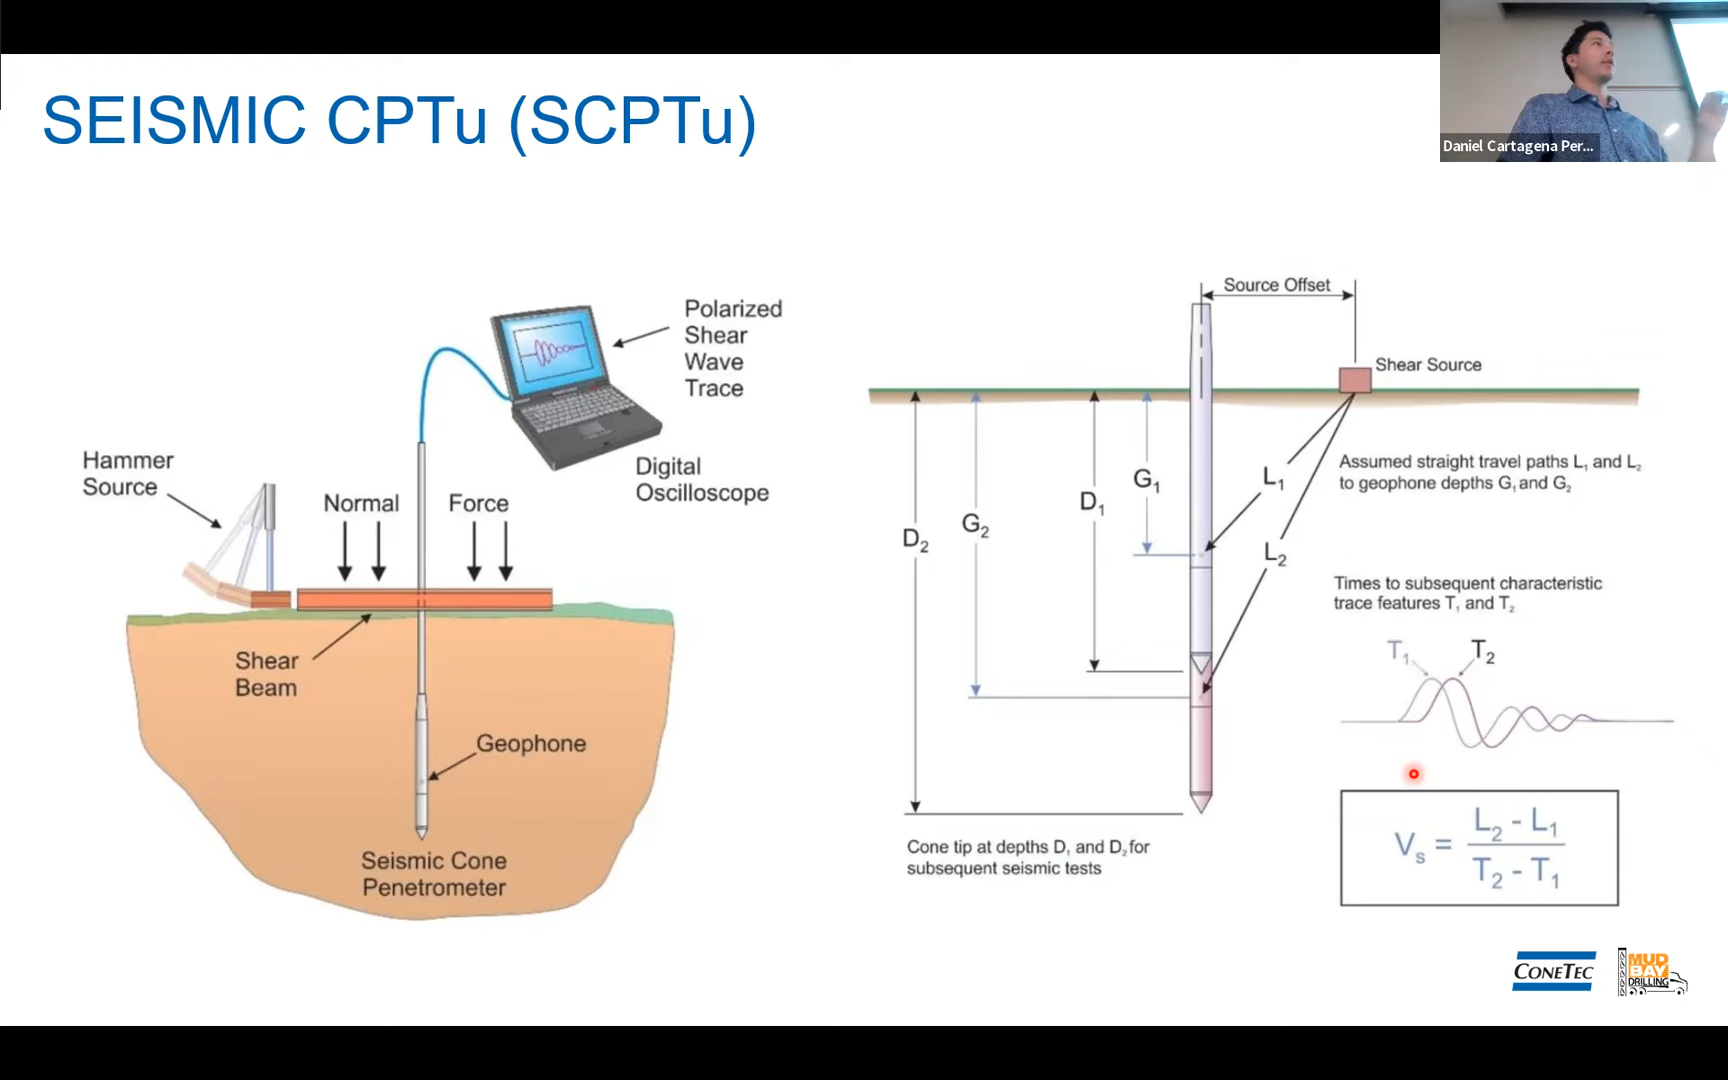 SEISMIC CPTu (SCPTu)
Daniel Cartagena Per...
Polarized
Shear
Wave
Trace
Digital
Oscilloscope
Hammer
Source
Normal
Force
Shear
Beam
Geophone
Seismic Cone
Penetrometer
Source Offset
Shear Source
D₂
G₂
D₁
G₁
L₁
L₂
Assumed straight travel paths L₁ and L₂
to geophone depths G₁ and G₂
Times to subsequent characteristic
trace features T₁ and T₂
T₁
T₂
Vₛ = L₂ - L₁
T₂ - T₁
Cone tip at depths D₁ and D₂ for
subsequent seismic tests
CONETEC
MUD
BAY
DRILLING